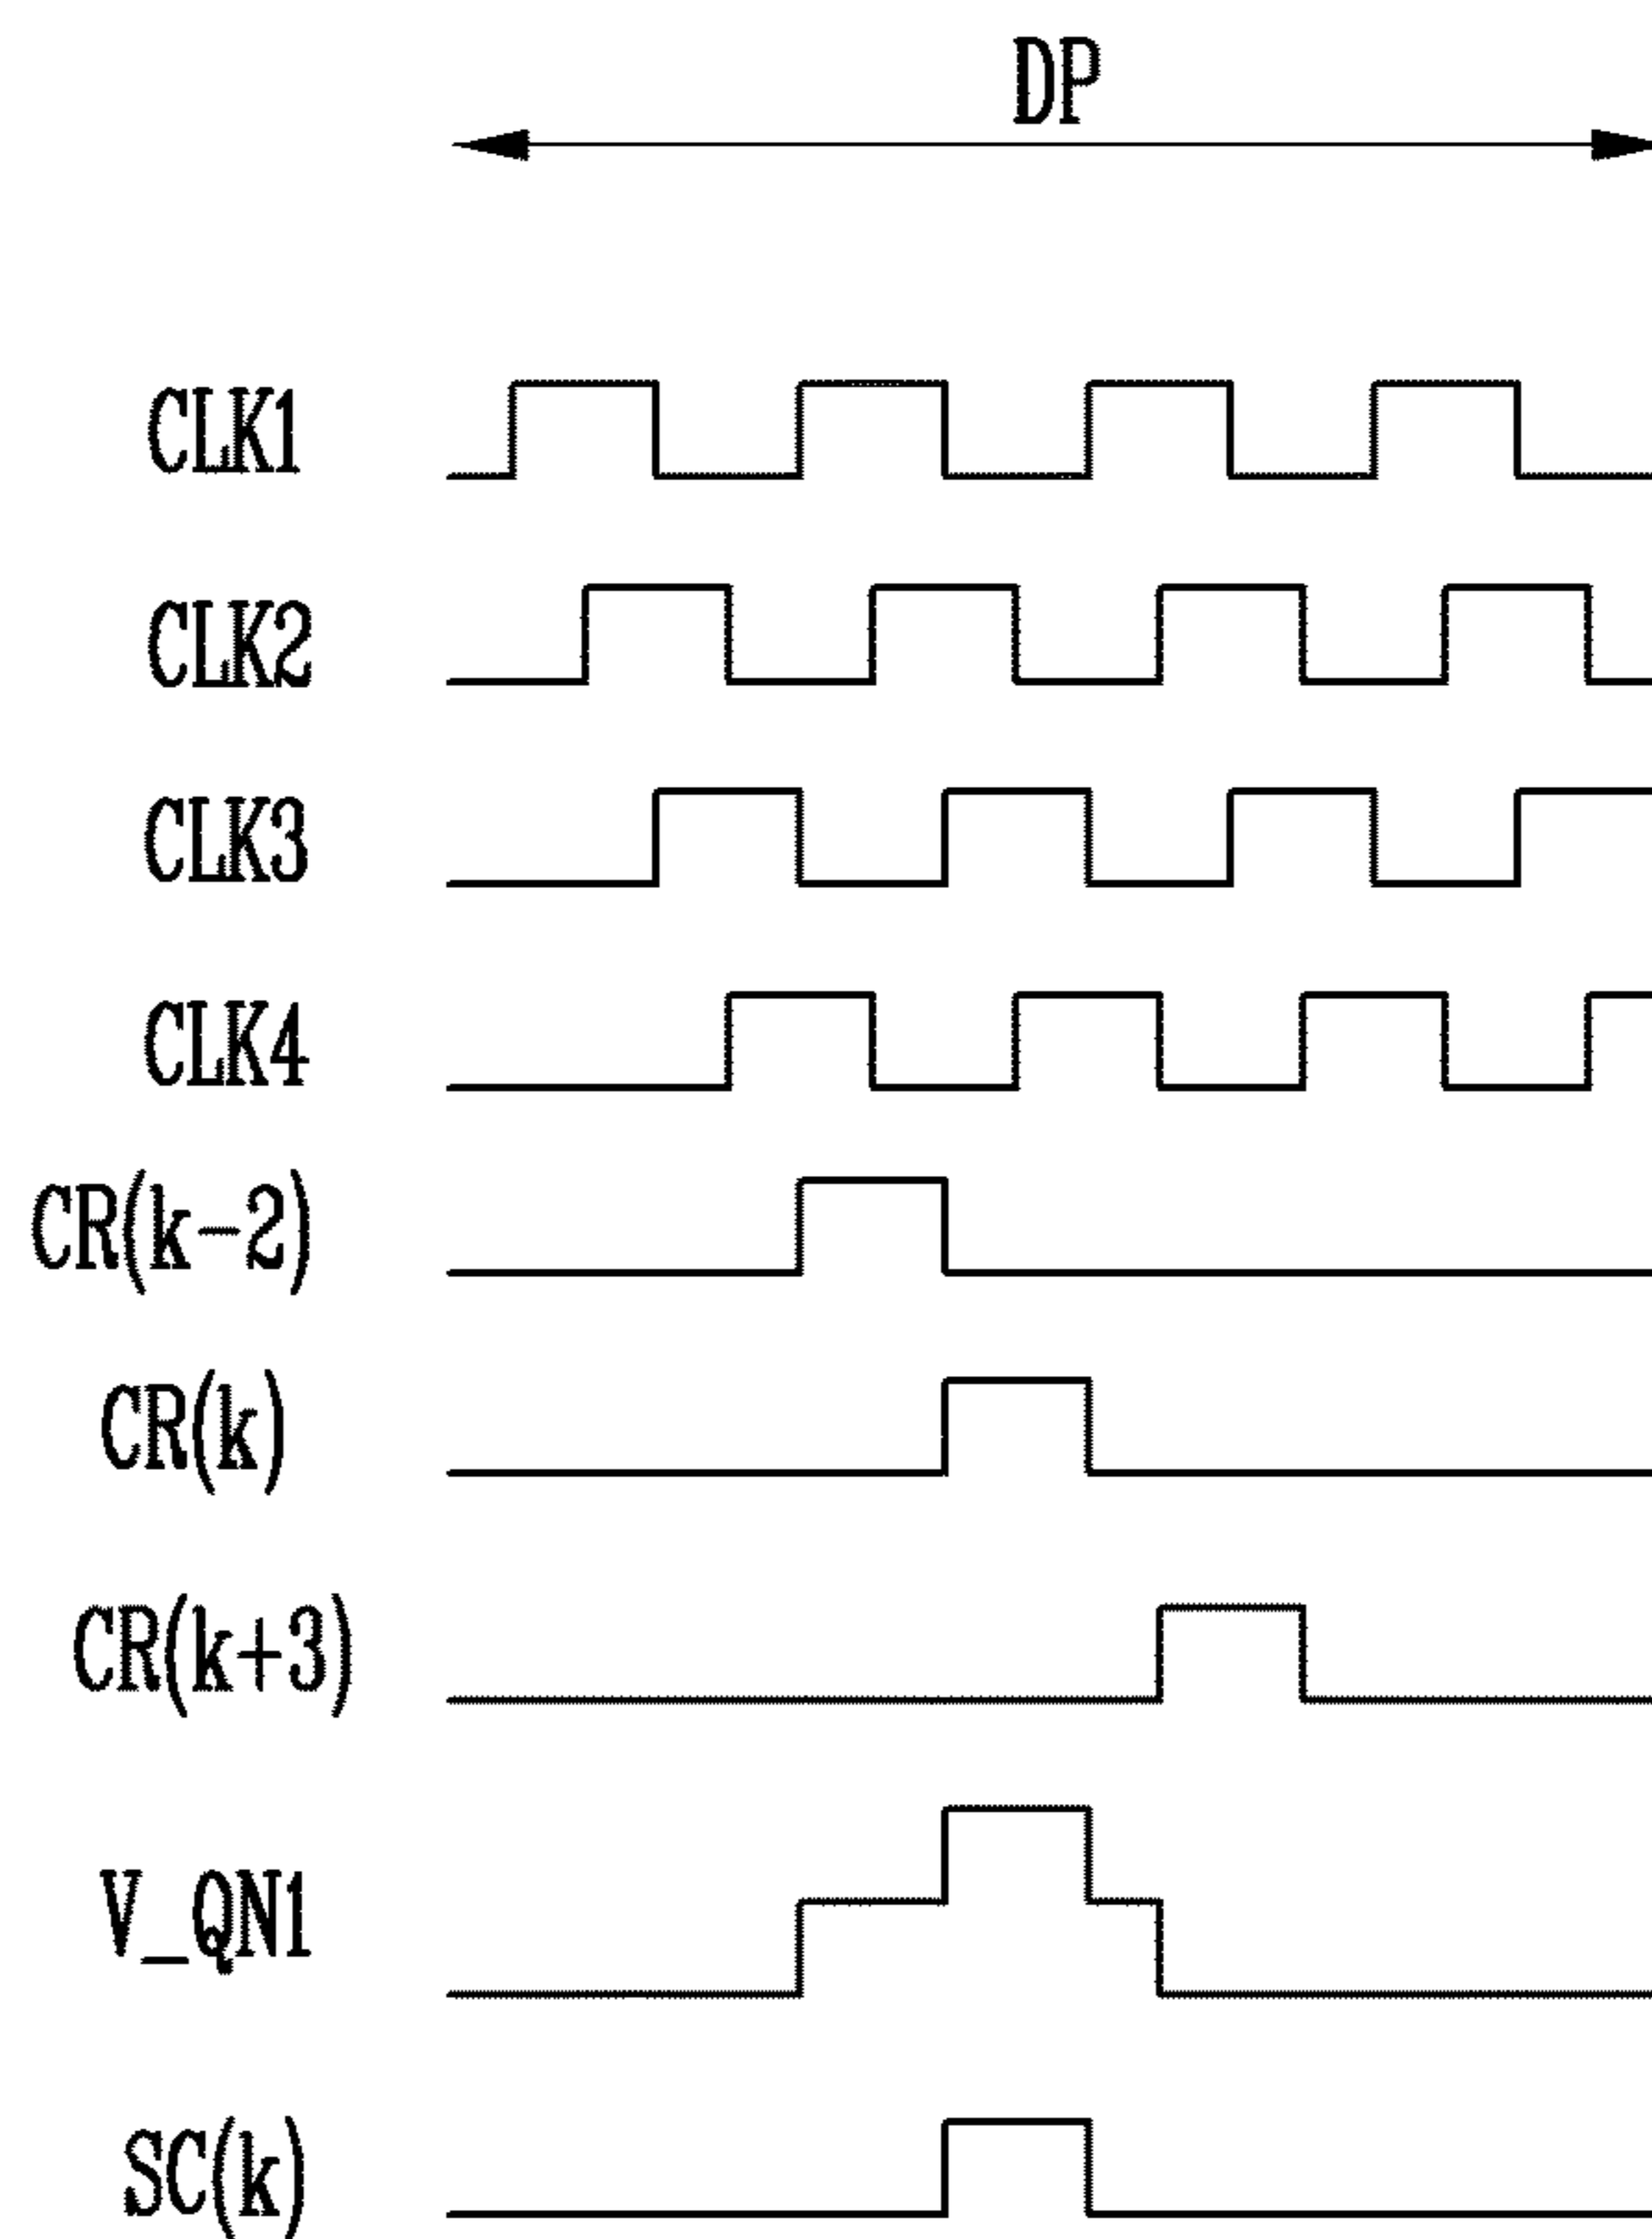 DP
CLK1
CLK2
CLK3
CLK4
CR(k-2)
CR(k)
CR(k+3)
V_QN1
SC(k)